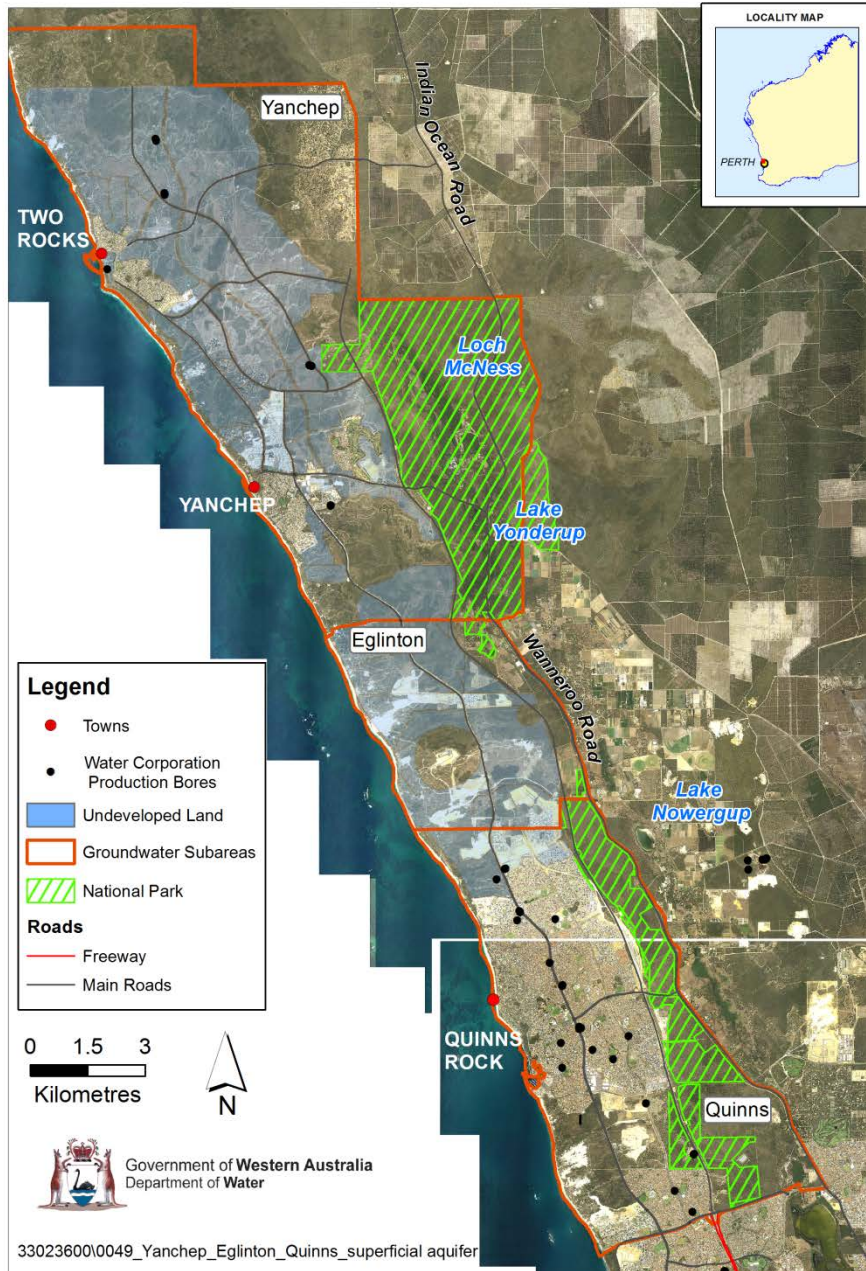 LOCALITY MAP
PERTH
Yanchep
Indian Ocean Road
TWO
ROCKS
Loch
McNess
YANCHEP
Lake
Yonderup
Eglinton
Wanneroo Road
Legend
Towns
Water Corporation
Production Bores
Undeveloped Land
Groundwater Subareas
National Park
Roads
Freeway
Main Roads
Lake
Nowergup
0 1.5 3
Kilometres
N
QUINNS
ROCK
Quinns
Government of Western Australia
Department of Water
33023600\0049_Yanchep_Eglinton_Quinns_superficial aquifer